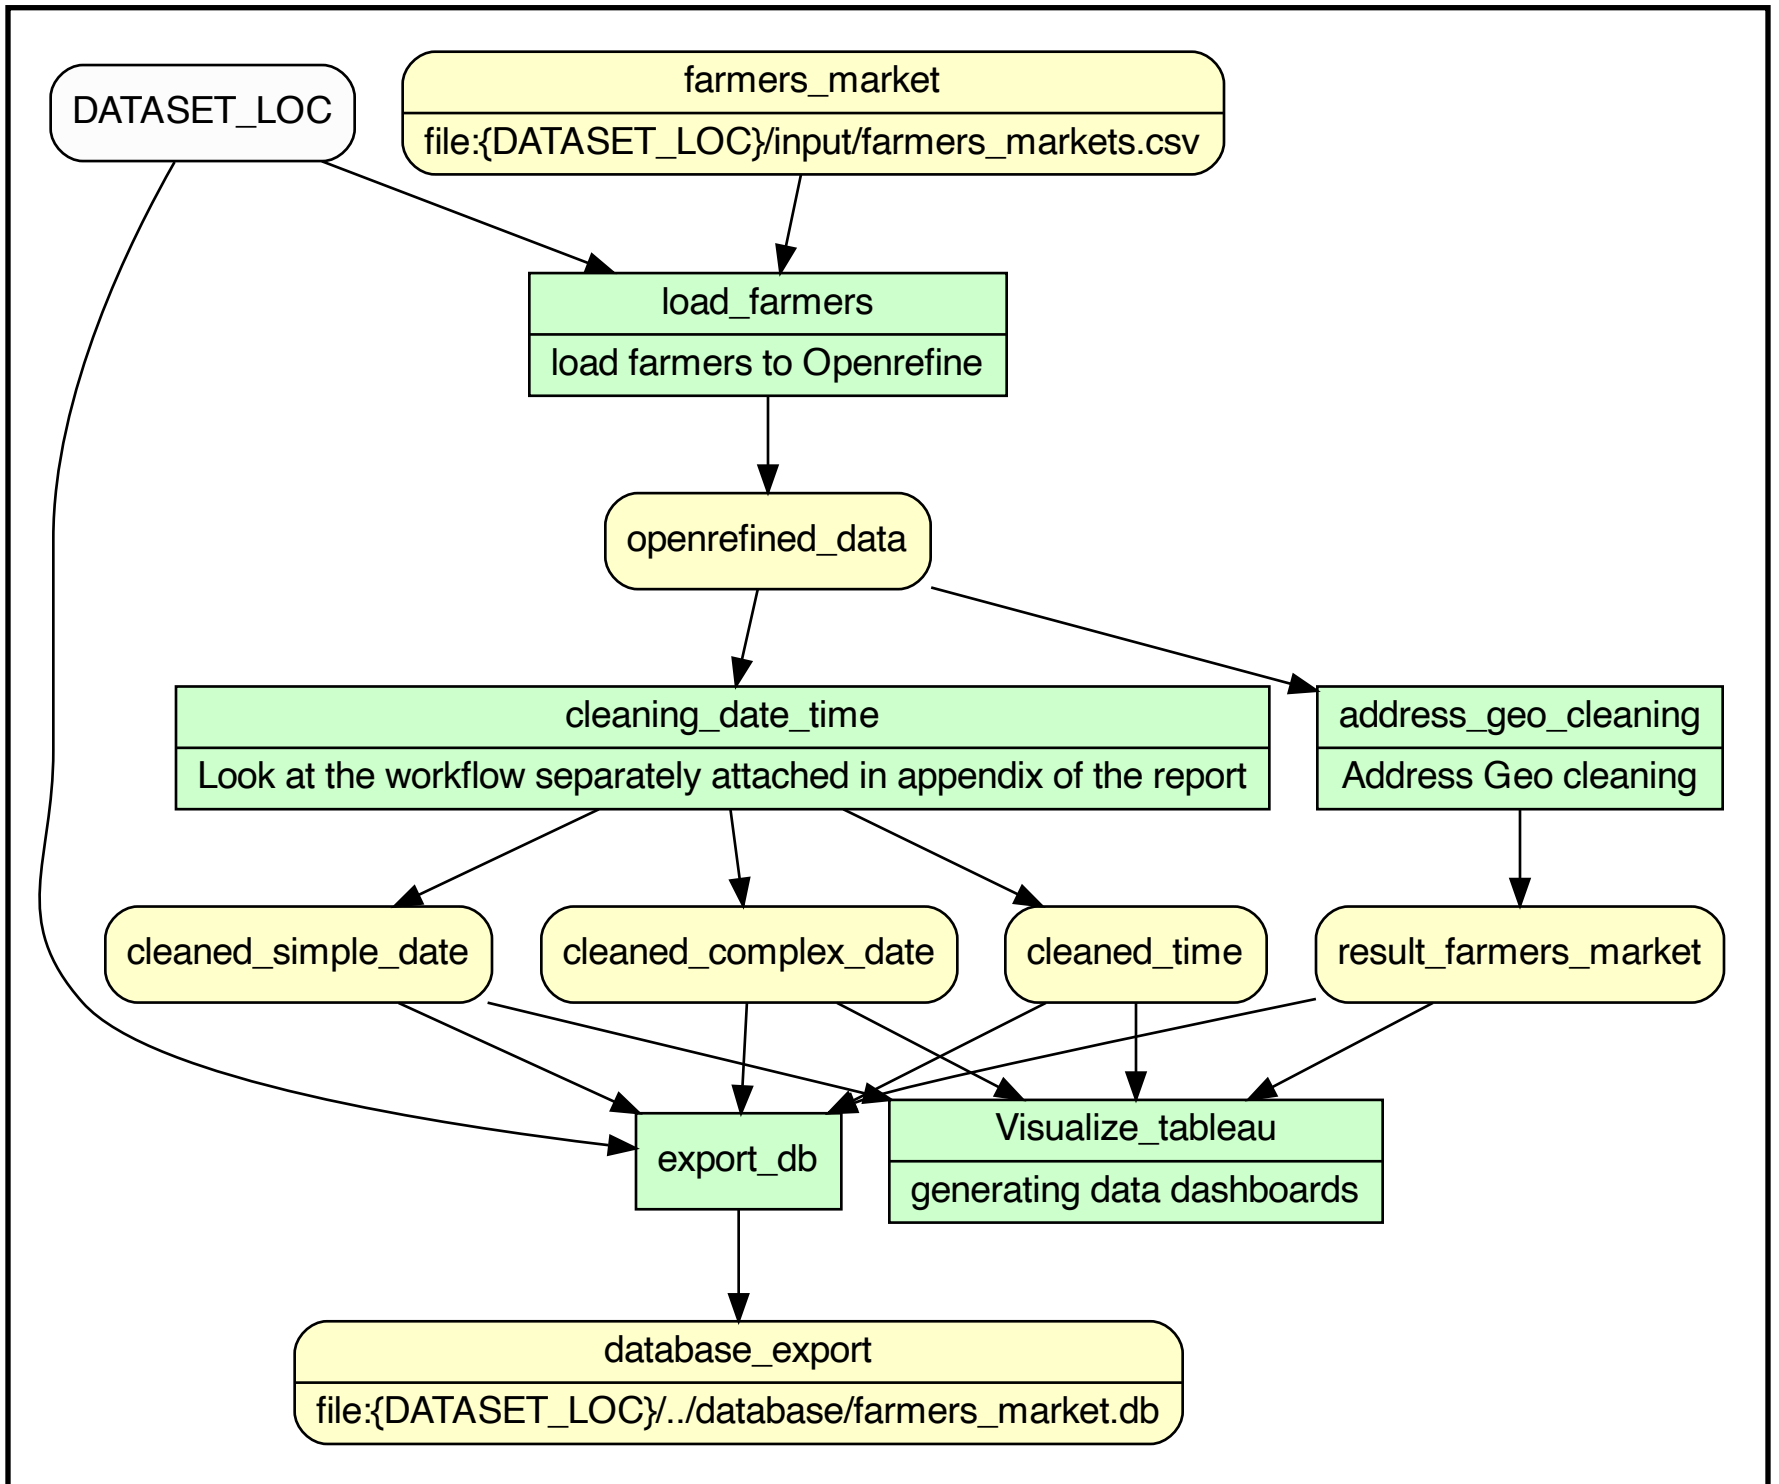 DATASET_LOC
farmers_market
file:{DATASET_LOC}/input/farmers_markets.csv
load_farmers
load farmers to Openrefine
openrefined_data
cleaning_date_time
Look at the workflow separately attached in appendix of the report
address_geo_cleaning
Address Geo cleaning
cleaned_simple_date
cleaned_complex_date
cleaned_time
result_farmers_market
export_db
Visualize_tableau
generating data dashboards
database_export
file:{DATASET_LOC}/../database/farmers_market.db